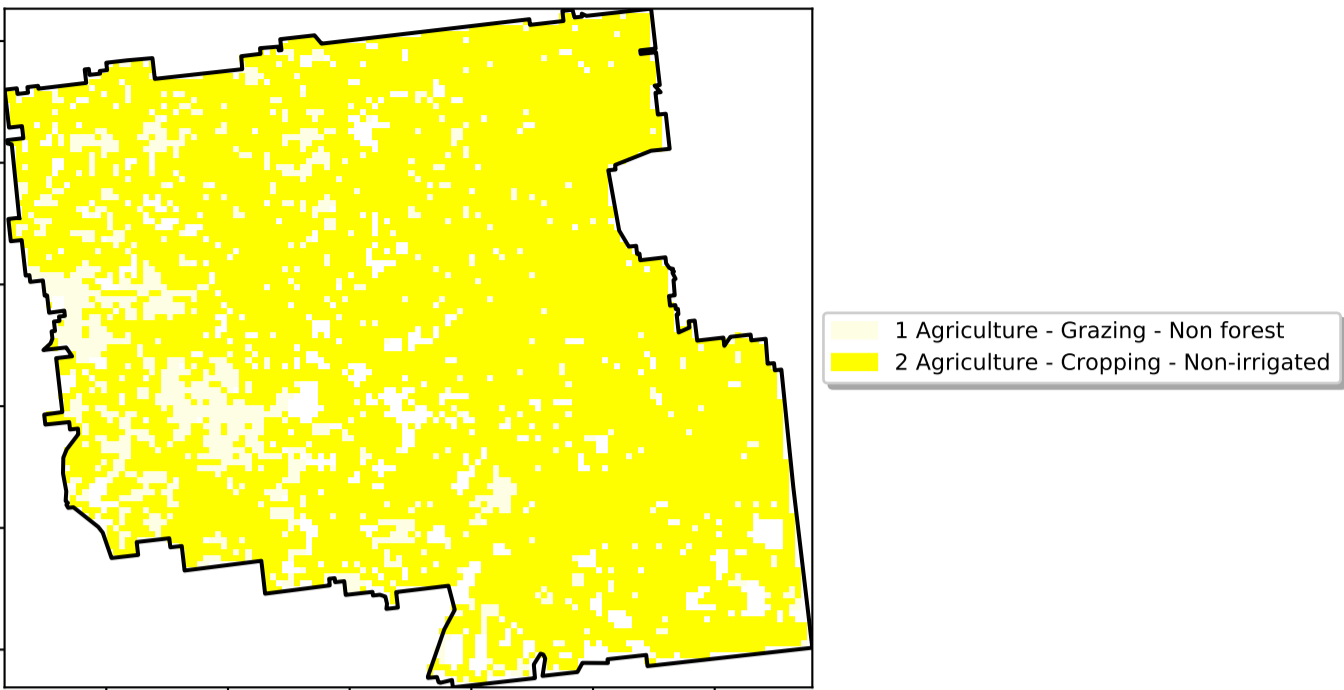 1 Agriculture - Grazing - Non forest
2 Agriculture - Cropping - Non-irrigated